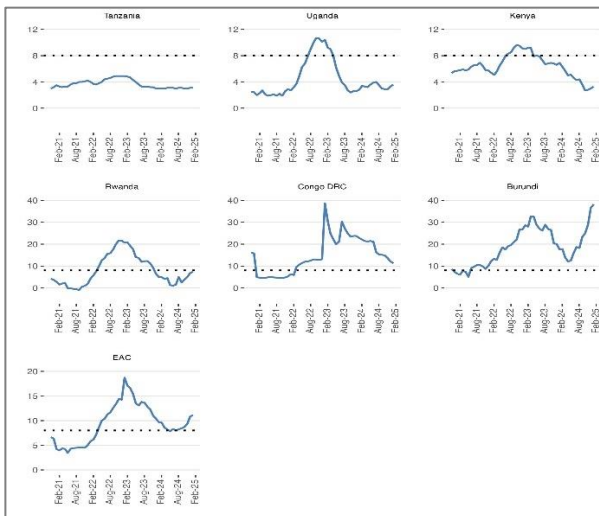 Tanzania
12
8
4
0
Feb-21
Aug-21
Feb-22
Aug-22
Feb-23
Aug-23
Feb-24
Aug-24
Feb-25
Uganda
12
8
4
0
Feb-21
Aug-21
Feb-22
Aug-22
Feb-23
Aug-23
Feb-24
Aug-24
Feb-25
Kenya
12
8
4
0
Feb-21
Aug-21
Feb-22
Aug-22
Feb-23
Aug-23
Feb-24
Aug-24
Feb-25
Rwanda
40
30
20
10
0
Feb-21
Aug-21
Feb-22
Aug-22
Feb-23
Aug-23
Feb-24
Aug-24
Feb-25
Congo DRC
40
30
20
10
0
Feb-21
Aug-21
Feb-22
Aug-22
Feb-23
Aug-23
Feb-24
Aug-24
Feb-25
Burundi
40
30
20
10
0
Feb-21
Aug-21
Feb-22
Aug-22
Feb-23
Aug-23
Feb-24
Aug-24
Feb-25
EAC
20
15
10
5
0
Feb-21
Aug-21
Feb-22
Aug-22
Feb-23
Aug-23
Feb-24
Aug-24
Feb-25